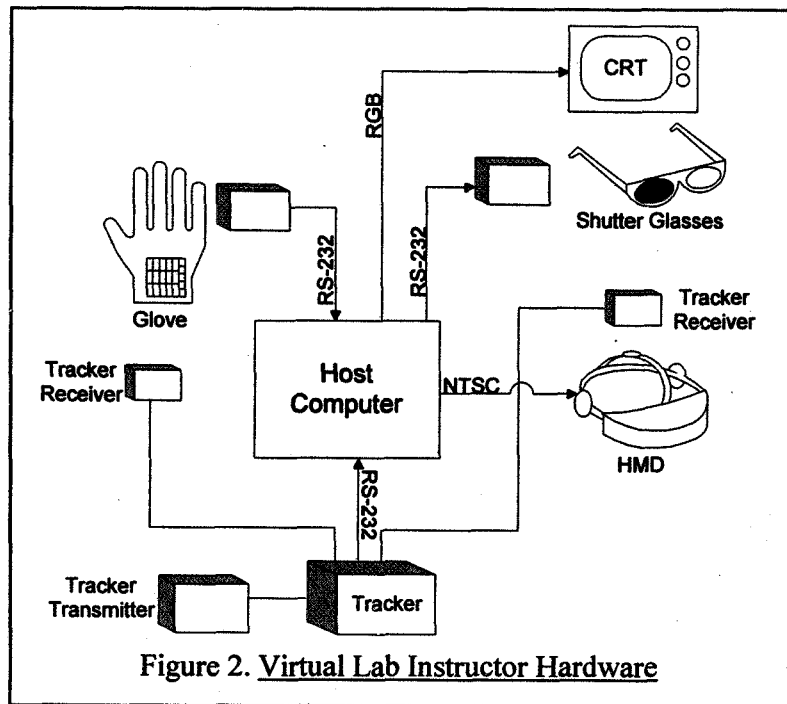 CRT
RGB
Shutter Glasses
RS-232
RS-232
Glove
Tracker
Receiver
Tracker
Receiver
Host
Computer
NTSC
HMD
RS-232
Tracker
Transmitter
Tracker
Figure 2. Virtual Lab Instructor Hardware